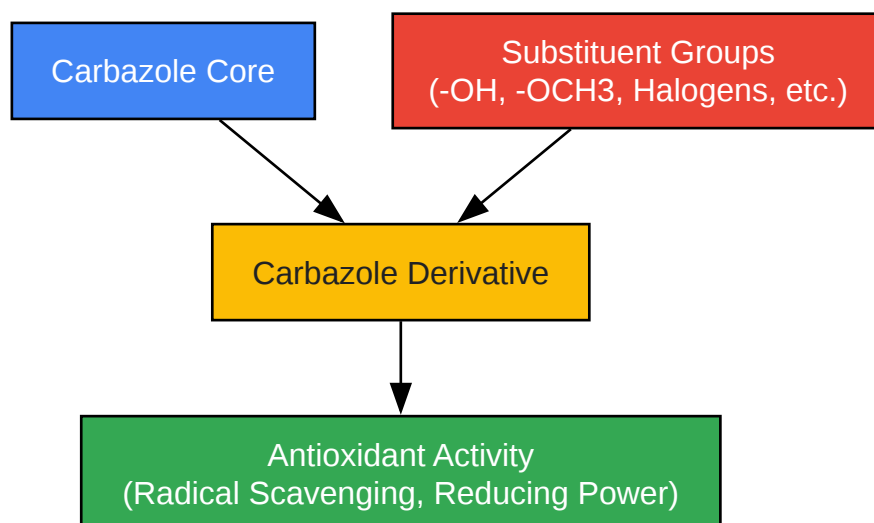 Carbazole Core
Substituent Groups
(-OH, -OCH3, Halogens, etc.)
Carbazole Derivative
Antioxidant Activity
(Radical Scavenging, Reducing Power)